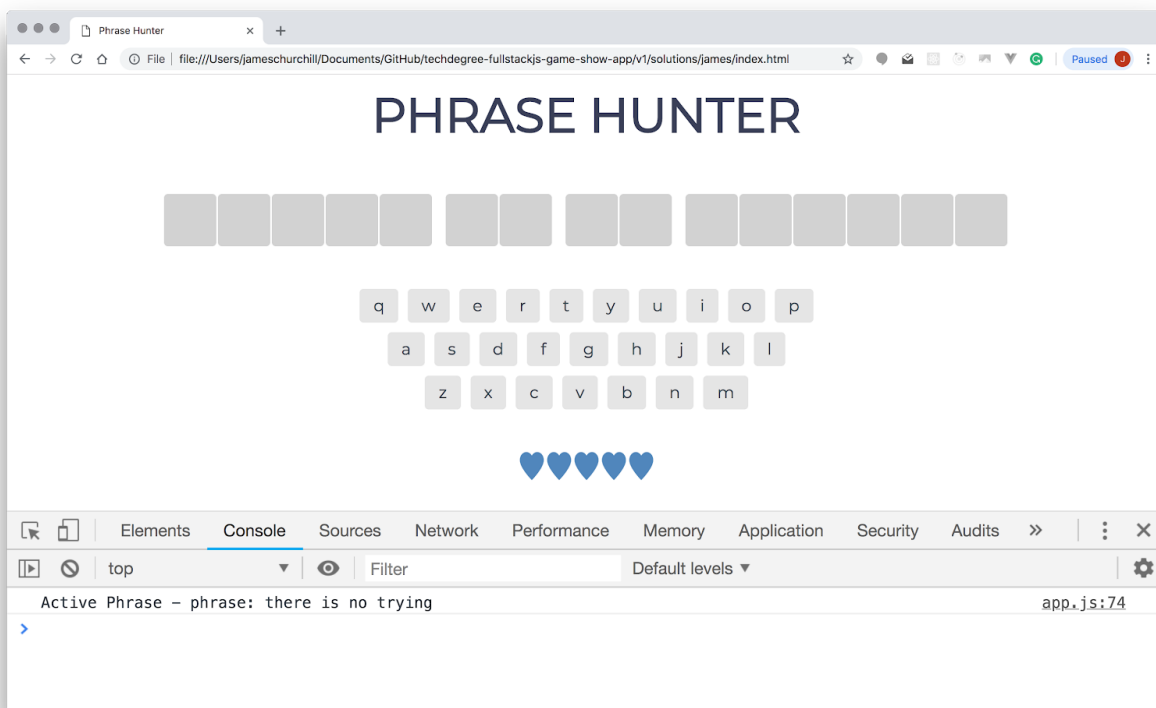 Phrase Hunter
File file:///Users/jameschurchill/Documents/GitHub/techdegree-fullstackjs-game-show-app/v1/solutions/james/index.html Paused J
PHRASE HUNTER
q w e r t y u i o p
a s d f g h j k l
z x c v b n m
Elements Console Sources Network Performance Memory Application Security Audits
top Filter Default levels
Active Phrase – phrase: there is no trying app.js:74